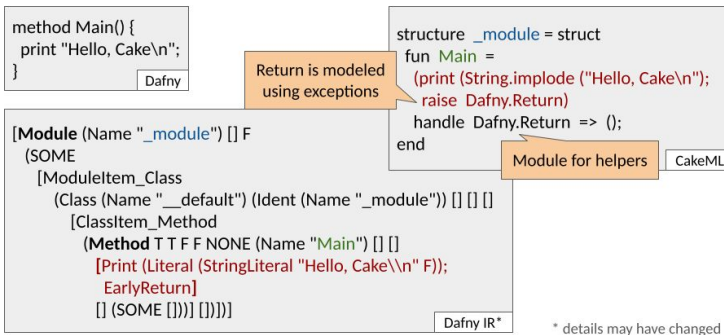 method Main() {
print "Hello, Cake\n";
}
Dafny
structure _module = struct
fun Main =
(print (String.implode ("Hello, Cake\n");
raise Dafny.Return)
handle Dafny.Return => ();
end
CakeML
Return is modeled
using exceptions
Module for helpers
[Module (Name "_module") [] F
(SOME
[ModuleItem_Class
(Class (Name "__default") (Ident (Name "_module")) [] [] []
[ClassItem_Method
(Method T T F F NONE (Name "Main") [] []
[Print (Literal (StringLiteral "Hello, Cake\\n" F));
EarlyReturn]
[] (SOME []))] [])])]
Dafny IR*
* details may have changed